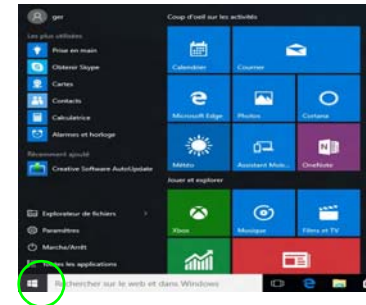 ger
Les plus utilisées
Prise en main
Obtenir Skype
Cartes
Contacts
Calculatrice
Alarmes et horloge
Récemment ajouté
Creative Software AutoUpdate
Explorateur de fichiers
Paramètres
Marche/Arrêt
Toutes les applications
Rechercher sur le web et dans Windows
Coup d'oeil sur les activités
Calendrier
Courrier
Microsoft Edge
Photos
Cortana
Météo
Assistant Mob...
OneNote
Jouer et explorer
Xbox
Musique
Films et TV